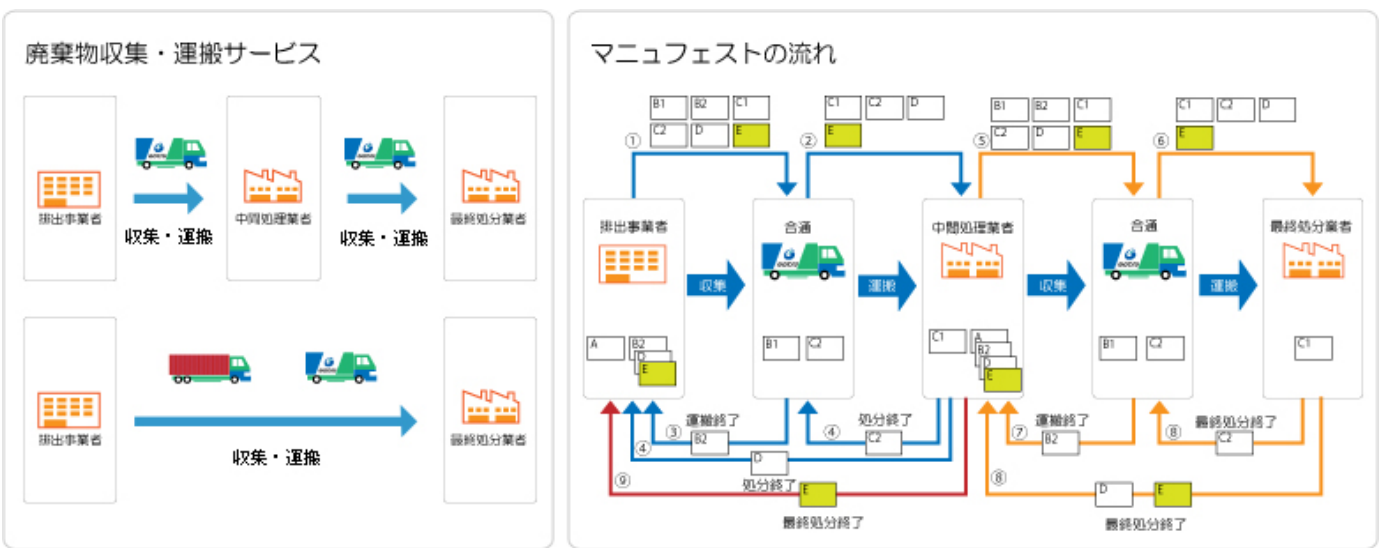 廃棄物収集・運搬サービス
排出事業者
収集・運搬
中間処理業者
収集・運搬
最終処分業者
排出事業者
収集・運搬
最終処分業者
マニュフェストの流れ
①
B1 B2 C1
C2 D E
②
C1 C2 D
E
⑤
B1 B2 C1
C2 D E
⑥
C1 C2 D
E
排出事業者
収集
合通
運搬
中間処理業者
収集
合通
運搬
最終処分業者
A B2 D E
B1 C2
C1 A B2 D E
B1 C2
C1
③ 運搬終了
B2
④ 処分終了
C2
④ D
処分終了
⑨ E
最終処分終了
⑦ 運搬終了
B2
⑧ 最終処分終了
C2
⑧ D E
最終処分終了